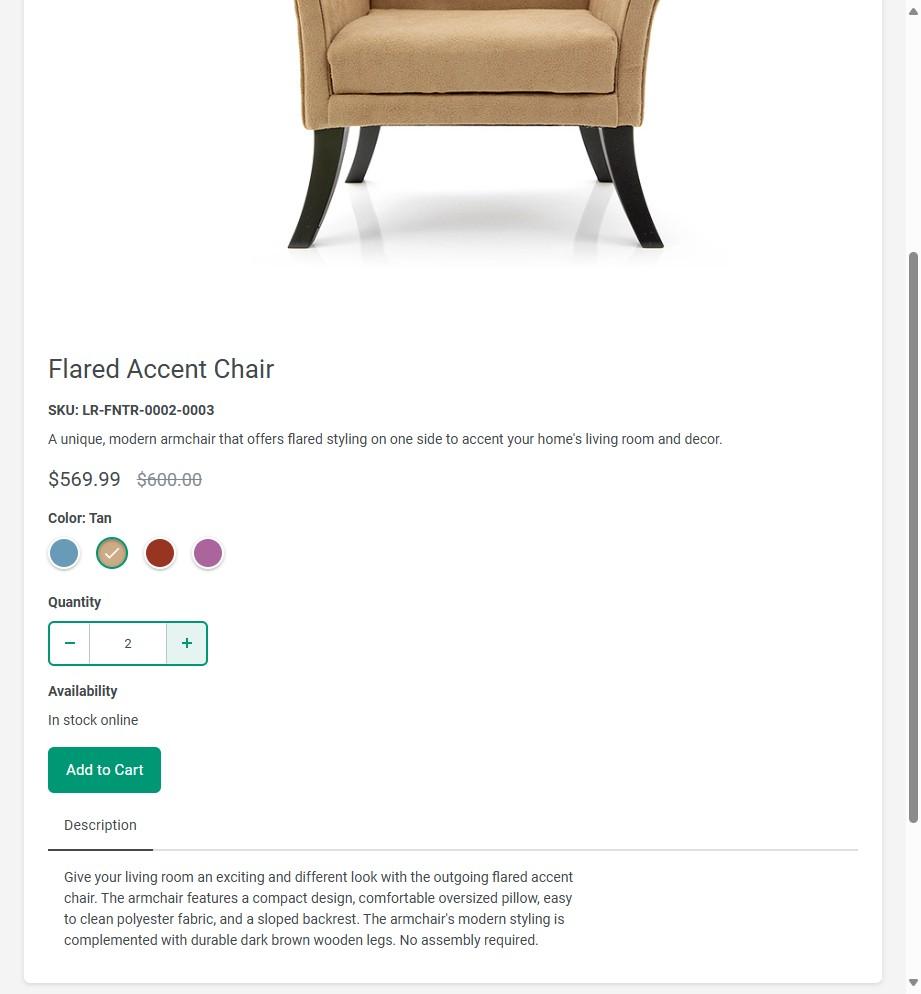 Flared Accent Chair
SKU: LR-FNTR-0002-0003
A unique, modern armchair that offers flared styling on one side to accent your home's living room and decor.
$569.99 $600.00
Color: Tan
Quantity
− 2 +
Availability
In stock online
Add to Cart
Description
Give your living room an exciting and different look with the outgoing flared accent
chair. The armchair features a compact design, comfortable oversized pillow, easy
to clean polyester fabric, and a sloped backrest. The armchair's modern styling is
complemented with durable dark brown wooden legs. No assembly required.